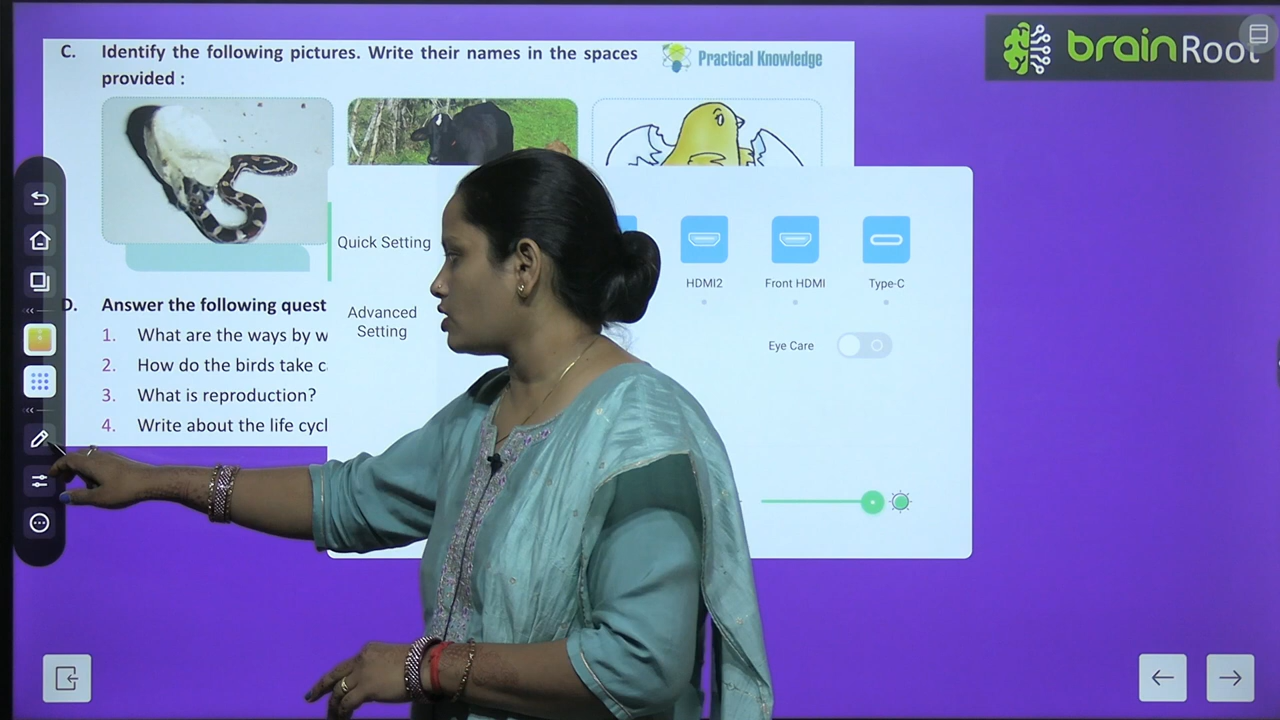 C. Identify the following pictures. Write their names in the spaces
provided :
Practical Knowledge
brainRoot
Quick Setting
Advanced
Setting
HDMI2
Front HDMI
Type-C
Eye Care
D. Answer the following quest
1. What are the ways by w
2. How do the birds take c
3. What is reproduction?
4. Write about the life cycl